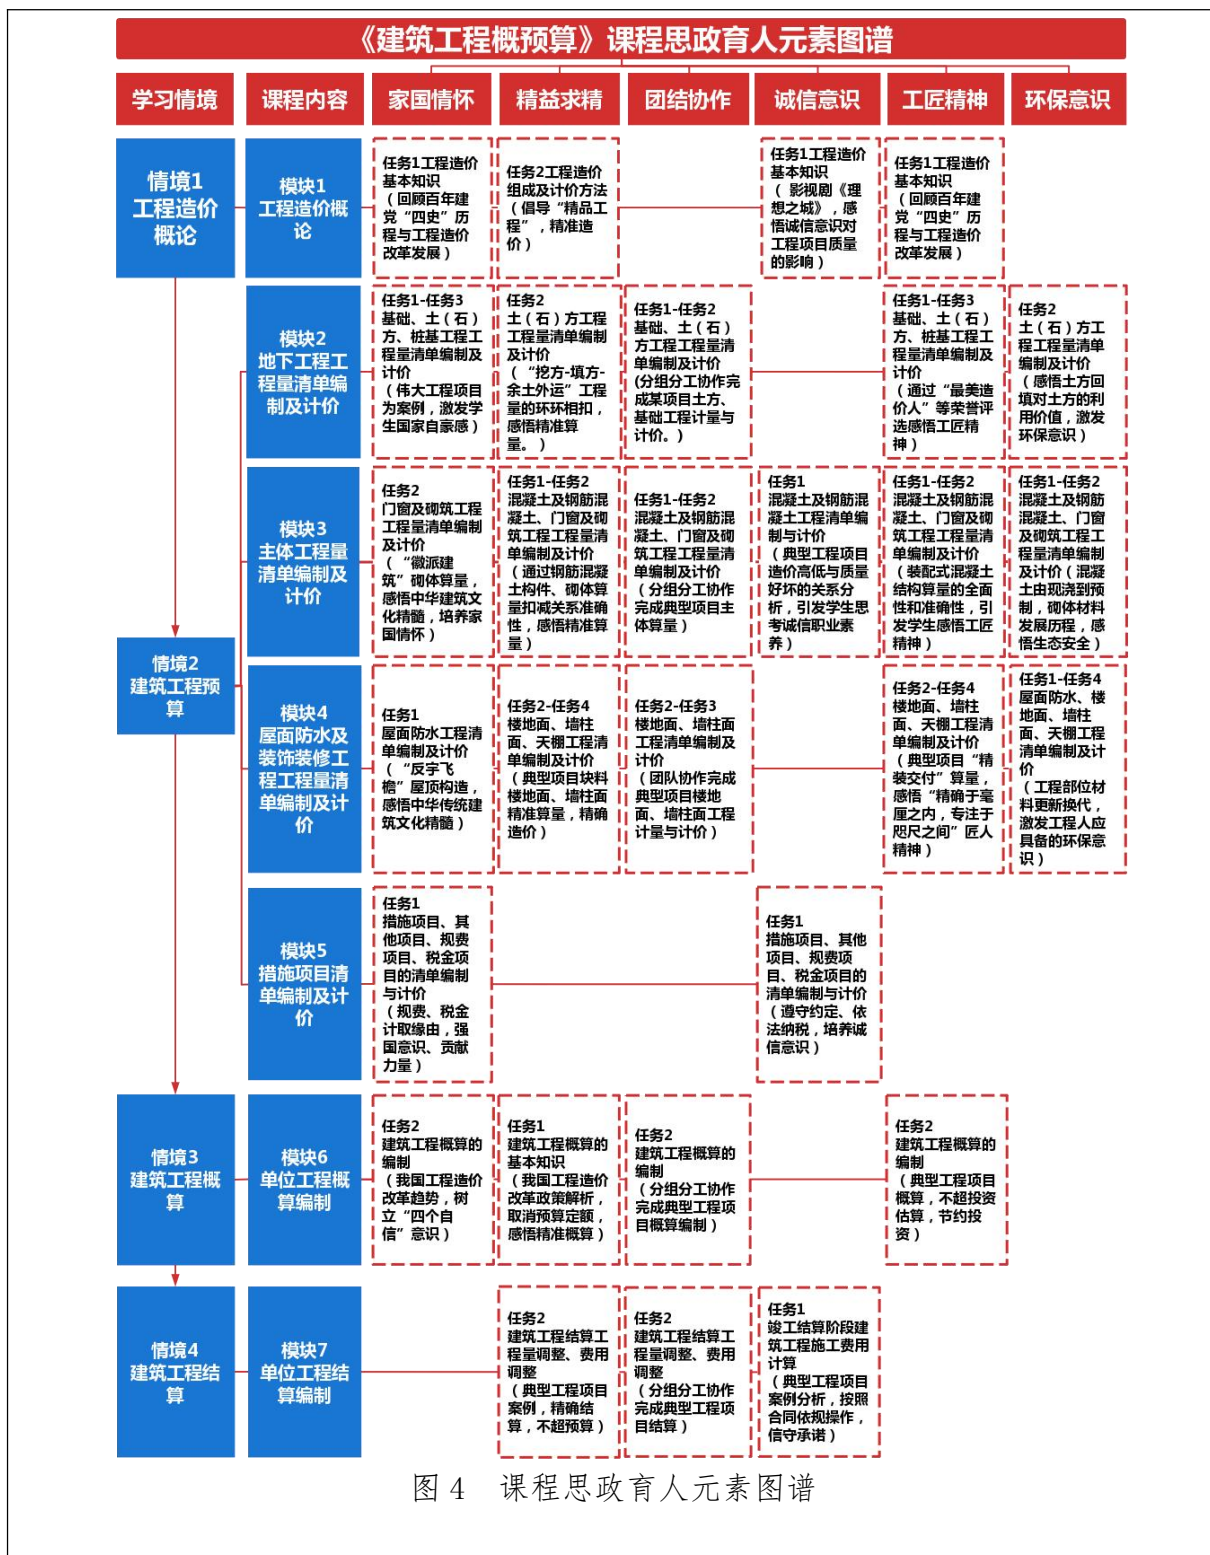 《建筑工程概预算》课程思政育人元素图谱
学习情境
课程内容
家国情怀
精益求精
团结协作
诚信意识
工匠精神
环保意识
情境1
工程造价
概论
模块1
工程造价概
论
任务1工程造价
基本知识
（回顾百年建
党“四史”历
程与工程造价
改革发展）
任务2工程造价
组成及计价方法
（倡导“精品工
程”，精准造
价）
任务1工程造价
基本知识
（ 影视剧《理
想之城》，感
悟诚信意识对
工程项目质量
的影响）
任务1工程造价
基本知识
（回顾百年建
党“四史”历
程与工程造价
改革发展）
模块2
地下工程工
程量清单编
制及计价
任务1-任务3
基础、土（石）
方、桩基工程工
程量清单编制及
计价
（伟大工程项目
为案例，激发学
生国家自豪感）
任务2
土（石）方工程
工程量清单编制
及计价
（ “挖方-填方-
余土外运”工程
量的环环相扣，
感悟精准算
量。）
任务1-任务2
基础、土（石）
方工程工程量清
单编制及计价
(分组分工协作完
成某项目土方、
基础工程计量与
计价。)
任务1-任务3
基础、土（石）
方、桩基工程工
程量清单编制及
计价
（通过“最美造
价人”等荣誉评
选感悟工匠精
神）
任务2
土（石）方工
程工程量清单
编制及计价
（感悟土方回
填对土方的利
用价值，激发
环保意识）
情境2
建筑工程预
算
模块3
主体工程量
清单编制及
计价
任务2
门窗及砌筑工程
工程量清单编制
及计价
（ “徽派建
筑”砌体算量，
感悟中华建筑文
化精髓，培养家
国情怀）
任务1-任务2
混凝土及钢筋混
凝土、门窗及砌
筑工程工程量清
单编制及计价
（通过钢筋混凝
土构件、砌体算
量扣减关系准确
性，感悟精准算
量）
任务1-任务2
混凝土及钢筋混
凝土、门窗及砌
筑工程工程量清
单编制及计价
（分组分工协作
完成典型项目主
体算量）
任务1
混凝土及钢筋混
凝土工程清单编
制与计价
（典型工程项目
造价高低与质量
好坏的关系分
析，引发学生思
考诚信职业素
养）
任务1-任务2
混凝土及钢筋混
凝土、门窗及砌
筑工程工程量清
单编制及计价
（装配式混凝土
结构算量的全面
性和准确性，引
发学生感悟工匠
精神）
任务1-任务2
混凝土及钢筋
混凝土、门窗
及砌筑工程工
程量清单编制
及计价（混凝
土由现浇到预
制，砌体材料
发展历程，感
悟生态安全）
模块4
屋面防水及
装饰装修工
程工程量清
单编制及计
价
任务1
屋面防水工程清
单编制及计价
（ “反宇飞
檐”屋顶构造，
感悟中华传统建
筑文化精髓）
任务2-任务4
楼地面、墙柱
面、天棚工程清
单编制及计价
（典型项目块料
楼地面、墙柱面
精准算量，精确
造价）
任务2-任务3
楼地面、墙柱面
工程清单编制及
计价
（团队协作完成
典型项目楼地
面、墙柱面工程
计量与计价）
任务2-任务4
楼地面、墙柱
面、天棚工程清
单编制及计价
（典型项目“精
装交付”算量，
感悟“精确于毫
厘之内，专注于
咫尺之间”匠人
精神）
任务1-任务4
屋面防水、楼
地面、墙柱
面、天棚工程
清单编制及计
价
（工程部位材
料更新换代，
激发工程人应
具备的环保意
识）
模块5
措施项目清
单编制及计
价
任务1
措施项目、其
他项目、规费
项目、税金项
目的清单编制
与计价
（规费、税金
计取缘由，强
国意识、贡献
力量）
任务1
措施项目、其他
项目、规费项
目、税金项目的
清单编制与计价
（遵守约定、依
法纳税，培养诚
信意识）
情境3
建筑工程概
算
模块6
单位工程概
算编制
任务2
建筑工程概算的
编制
（我国工程造价
改革趋势，树
立“四个自
信”意识）
任务1
建筑工程概算的
基本知识
（我国工程造价
改革政策解析，
取消预算定额，
感悟精准概算）
任务2
建筑工程概算的
编制
（分组分工协作
完成典型工程项
目概算编制）
任务2
建筑工程概算的
编制
（典型工程项目
概算，不超投资
估算，节约投
资）
情境4
建筑工程结
算
模块7
单位工程结
算编制
任务2
建筑工程结算工
程量调整、费用
调整
（典型工程项目
案例，精确结
算，不超预算）
任务2
建筑工程结算工
程量调整、费用
调整
（分组分工协作
完成典型工程项
目结算）
任务1
竣工结算阶段建
筑工程施工费用
计算
（典型工程项目
案例分析，按照
合同依规操作，
信守承诺）
图 4 课程思政育人元素图谱